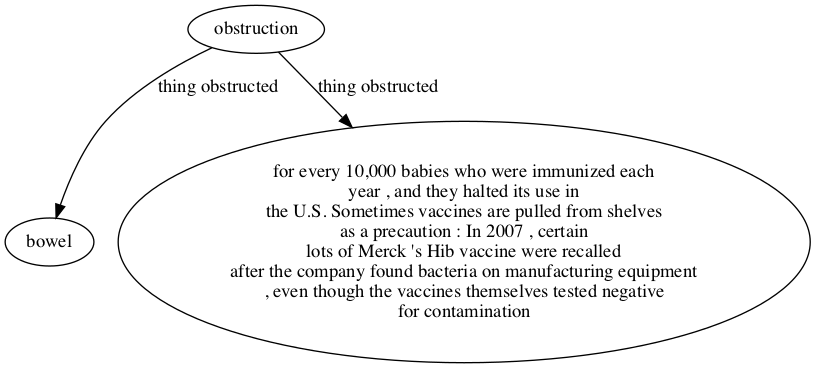 obstruction
thing obstructed
thing obstructed
bowel
for every 10,000 babies who were immunized each
year , and they halted its use in
the U.S. Sometimes vaccines are pulled from shelves
as a precaution : In 2007 , certain
lots of Merck 's Hib vaccine were recalled
after the company found bacteria on manufacturing equipment
, even though the vaccines themselves tested negative
for contamination